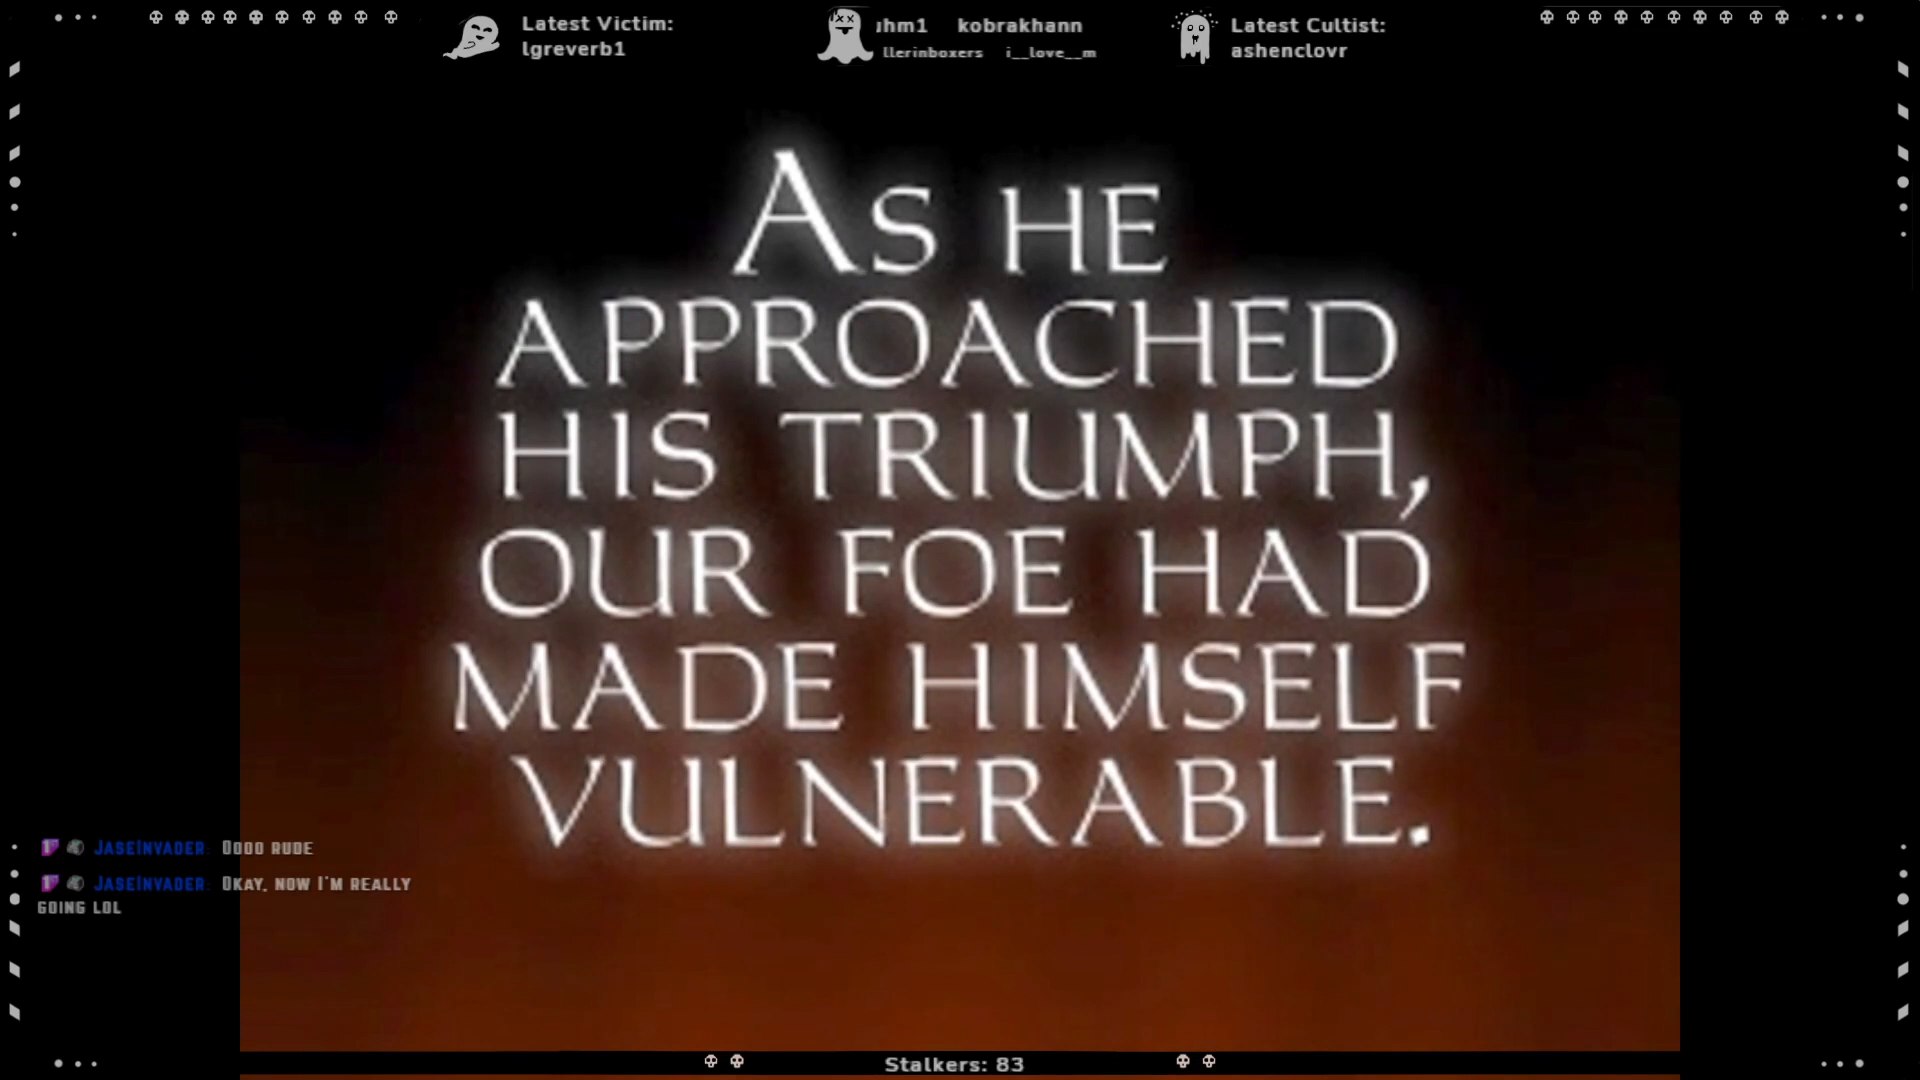 Latest Victim:
lgreverb1
kobrakhann
llerinboxers i__love__m
Latest Cultist:
ashenclovr
AS HE
APPROACHED
HIS TRIUMPH,
OUR FOE HAD
MADE HIMSELF
VULNERABLE.
JASEINVADER: OOOO RUDE
JASEINVADER: OKAY, NOW I'M REALLY
GOING LOL
Stalkers: 83